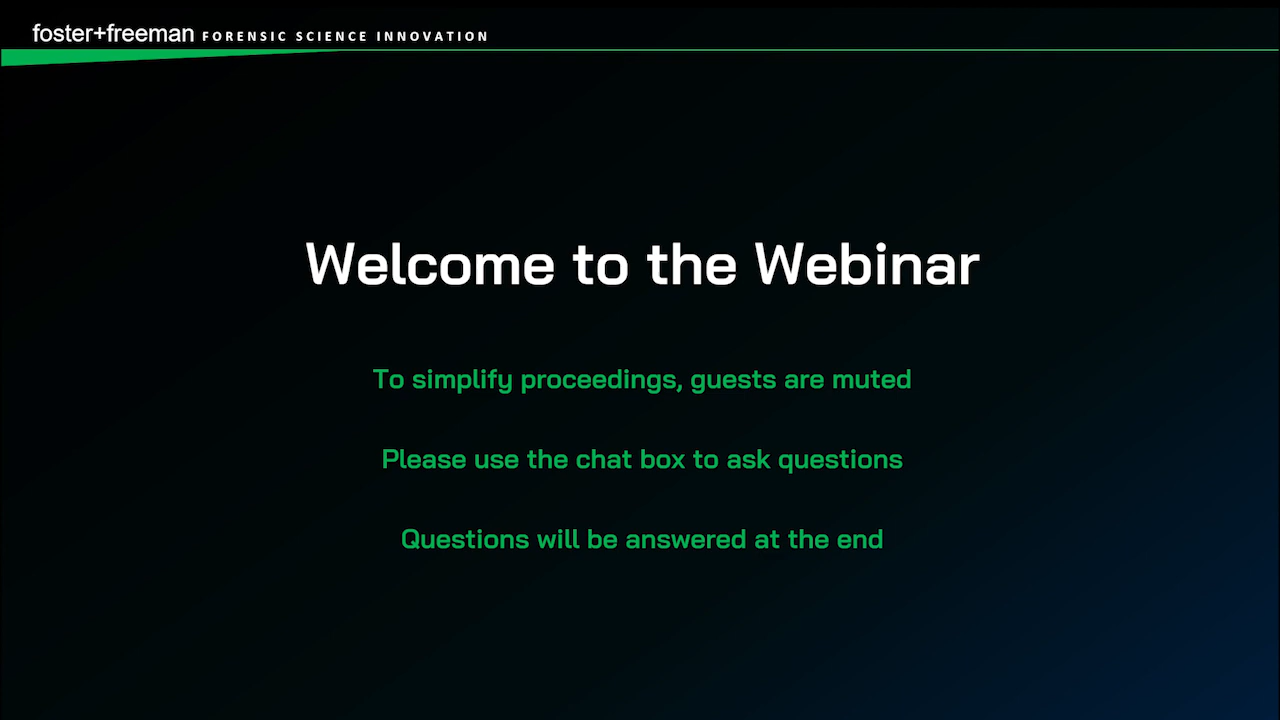 foster+freeman FORENSIC SCIENCE INNOVATION
Welcome to the Webinar
To simplify proceedings, guests are muted
Please use the chat box to ask questions
Questions will be answered at the end